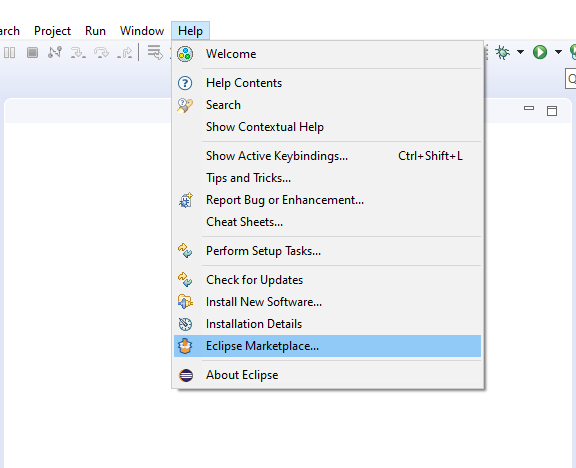 arch Project Run Window Help
Welcome
Help Contents
Search
Show Contextual Help
Show Active Keybindings... Ctrl+Shift+L
Tips and Tricks...
Report Bug or Enhancement...
Cheat Sheets...
Perform Setup Tasks...
Check for Updates
Install New Software...
Installation Details
Eclipse Marketplace...
About Eclipse